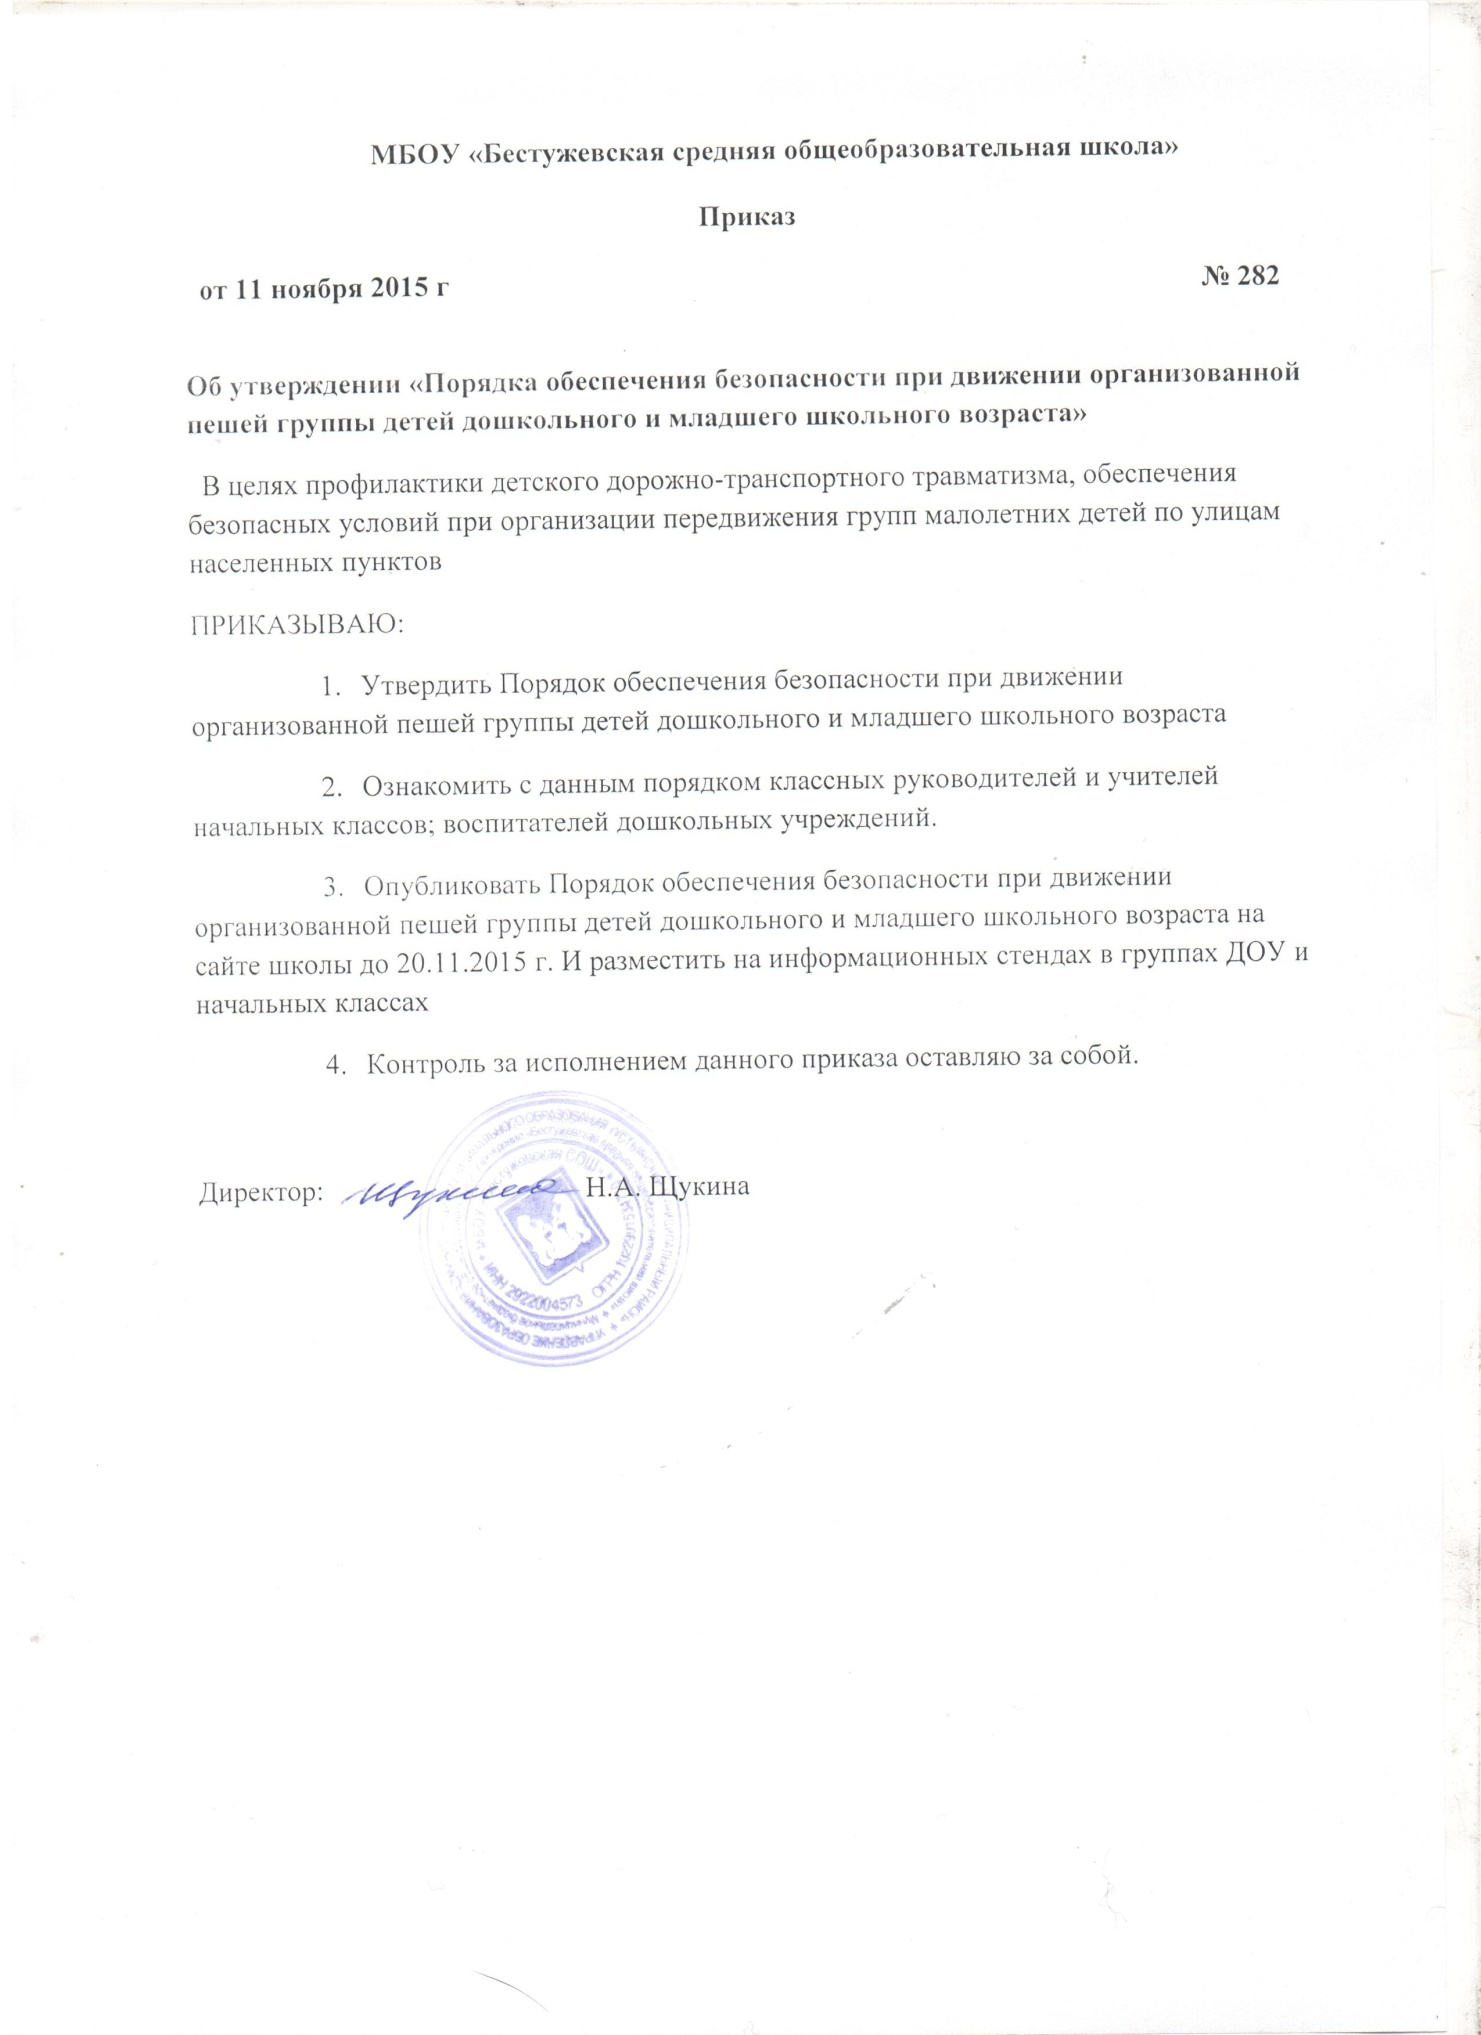 МБОУ «Бестужевская средняя общеобразовательная школа»
Приказ
от 11 ноября 2015 г № 282
Об утверждении «Порядка обеспечения безопасности при движении организованной
пешей группы детей дошкольного и младшего школьного возраста»
В целях профилактики детского дорожно-транспортного травматизма, обеспечения
безопасных условий при организации передвижения групп малолетних детей по улицам
населенных пунктов
ПРИКАЗЫВАЮ:
1. Утвердить Порядок обеспечения безопасности при движении
организованной пешей группы детей дошкольного и младшего школьного возраста
2. Ознакомить с данным порядком классных руководителей и учителей
начальных классов; воспитателей дошкольных учреждений.
3. Опубликовать Порядок обеспечения безопасности при движении
организованной пешей группы детей дошкольного и младшего школьного возраста на
сайте школы до 20.11.2015 г. И разместить на информационных стендах в группах ДОУ и
начальных классах
4. Контроль за исполнением данного приказа оставляю за собой.
Директор: Щукина Н.А. Щукина
ИНН 2922004573 ОГРН
УПРАВЛЕНИЕ ОБРАЗОВАНИЯ